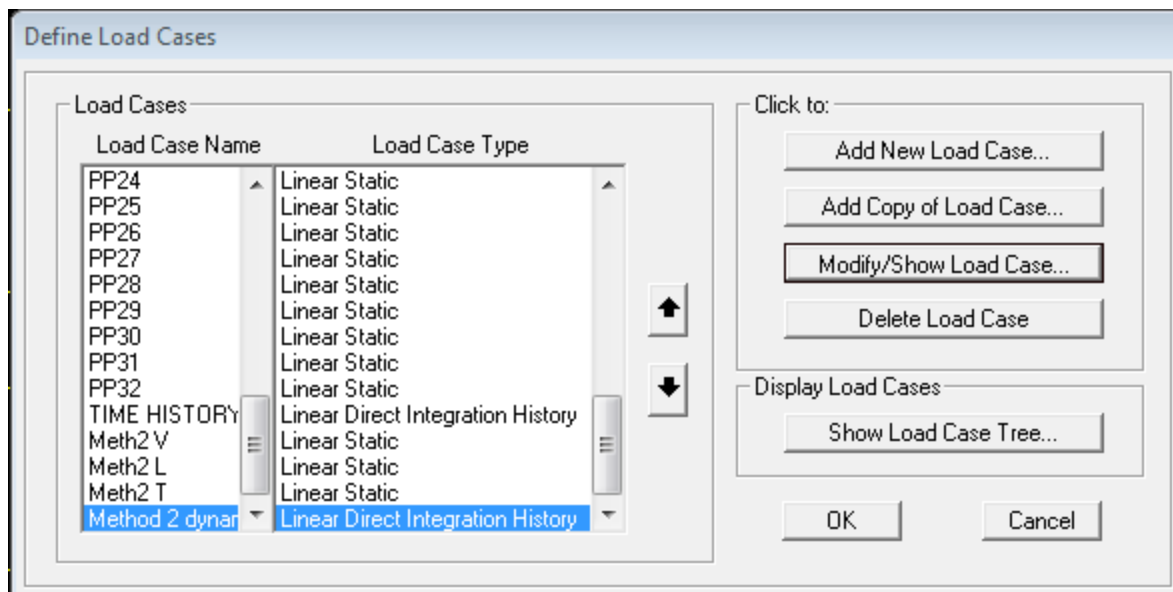 Define Load Cases
Load Cases
Load Case Name Load Case Type
PP24 Linear Static
PP25 Linear Static
PP26 Linear Static
PP27 Linear Static
PP28 Linear Static
PP29 Linear Static
PP30 Linear Static
PP31 Linear Static
PP32 Linear Static
TIME HISTORY Linear Direct Integration History
Meth2 V Linear Static
Meth2 L Linear Static
Meth2 T Linear Static
Method 2 dynar Linear Direct Integration History
Click to:
Add New Load Case...
Add Copy of Load Case...
Modify/Show Load Case...
Delete Load Case
Display Load Cases
Show Load Case Tree...
OK Cancel